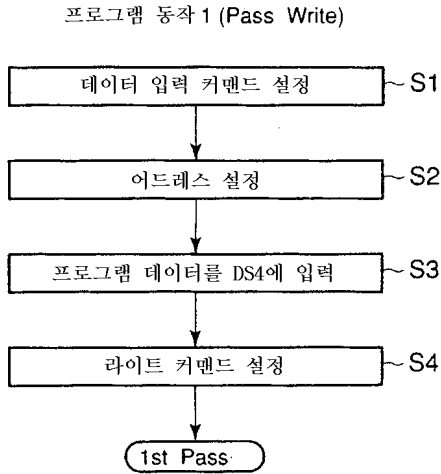 프로그램 동작 1 (Pass Write)
데이터 입력 커맨드 설정
S1
어드레스 설정
S2
프로그램 데이터를 DS4에 입력
S3
라이트 커맨드 설정
S4
1st Pass